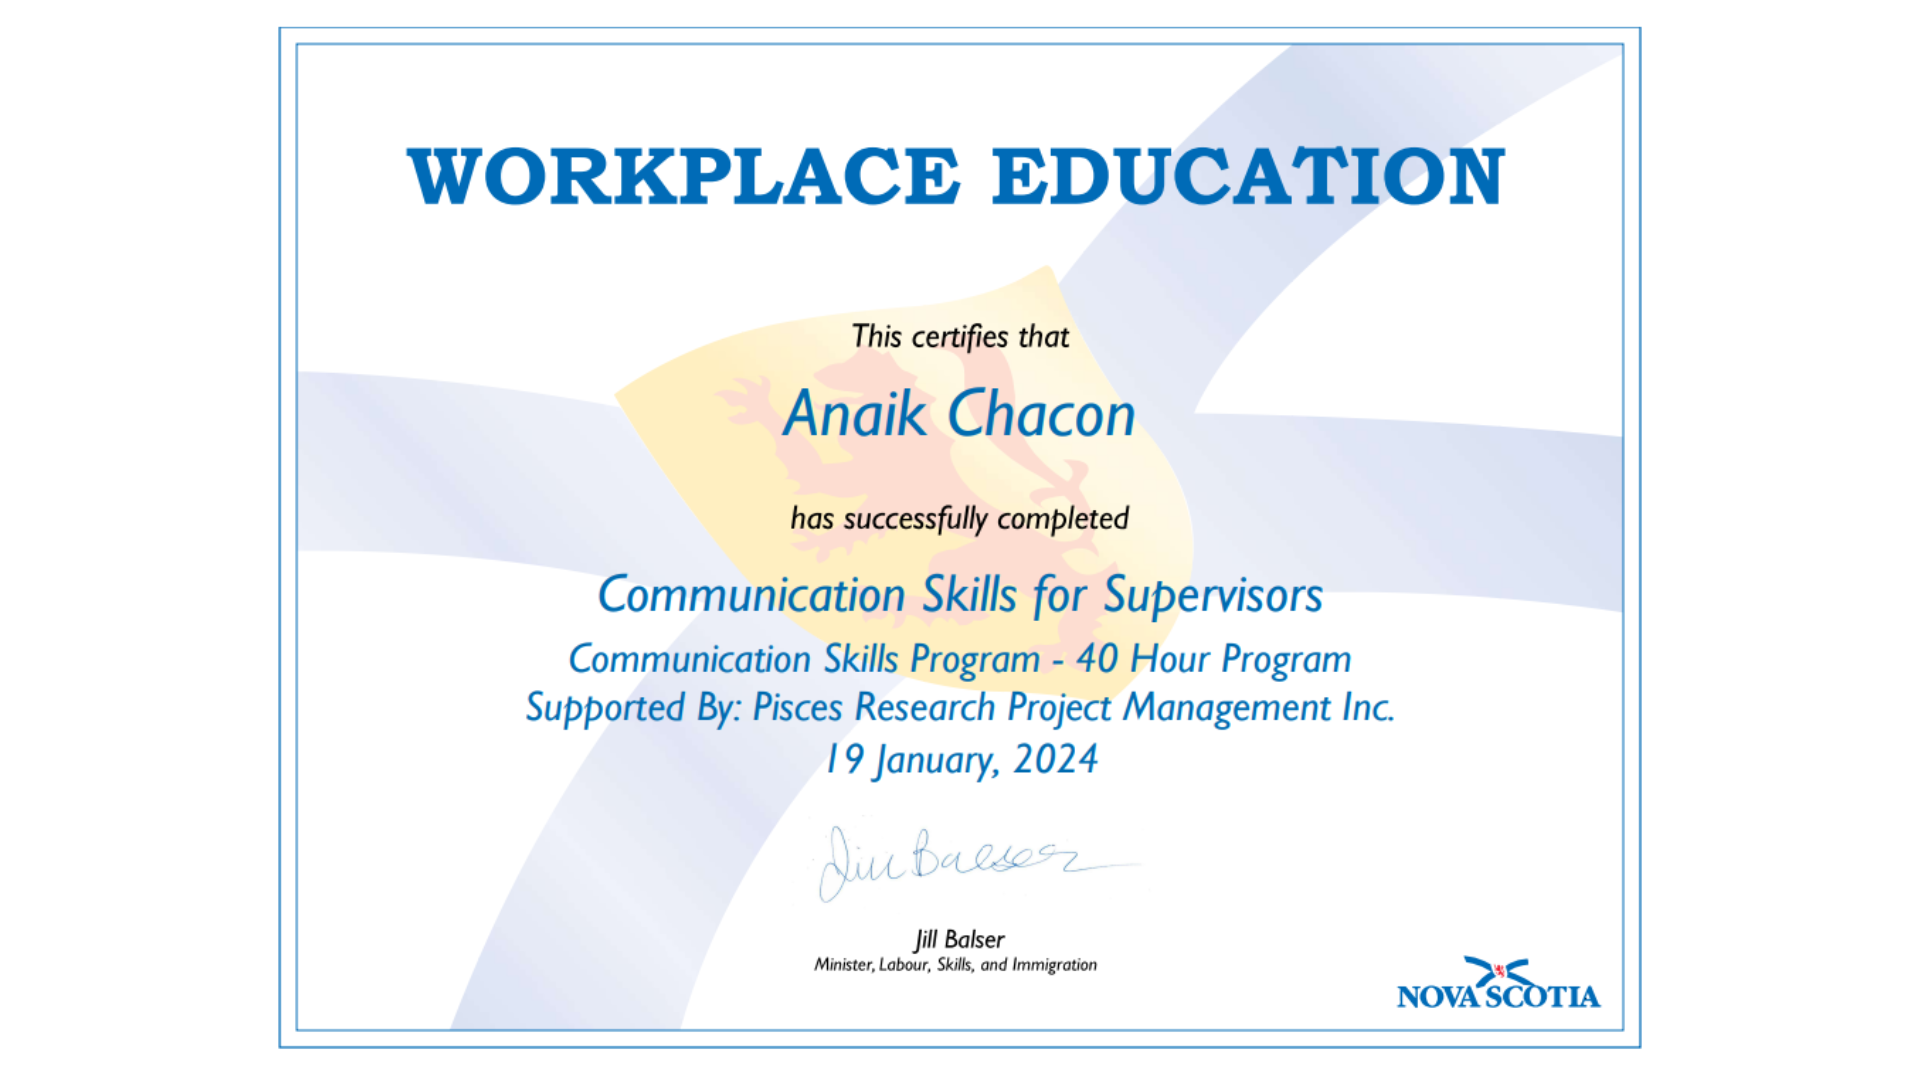 WORKPLACE EDUCATION
This certifies that
Anaik Chacon
has successfully completed
Communication Skills for Supervisors
Communication Skills Program - 40 Hour Program
Supported By: Pisces Research Project Management Inc.
19 January, 2024
Jill Balser
Jill Balser
Minister, Labour, Skills, and Immigration
NOVA SCOTIA